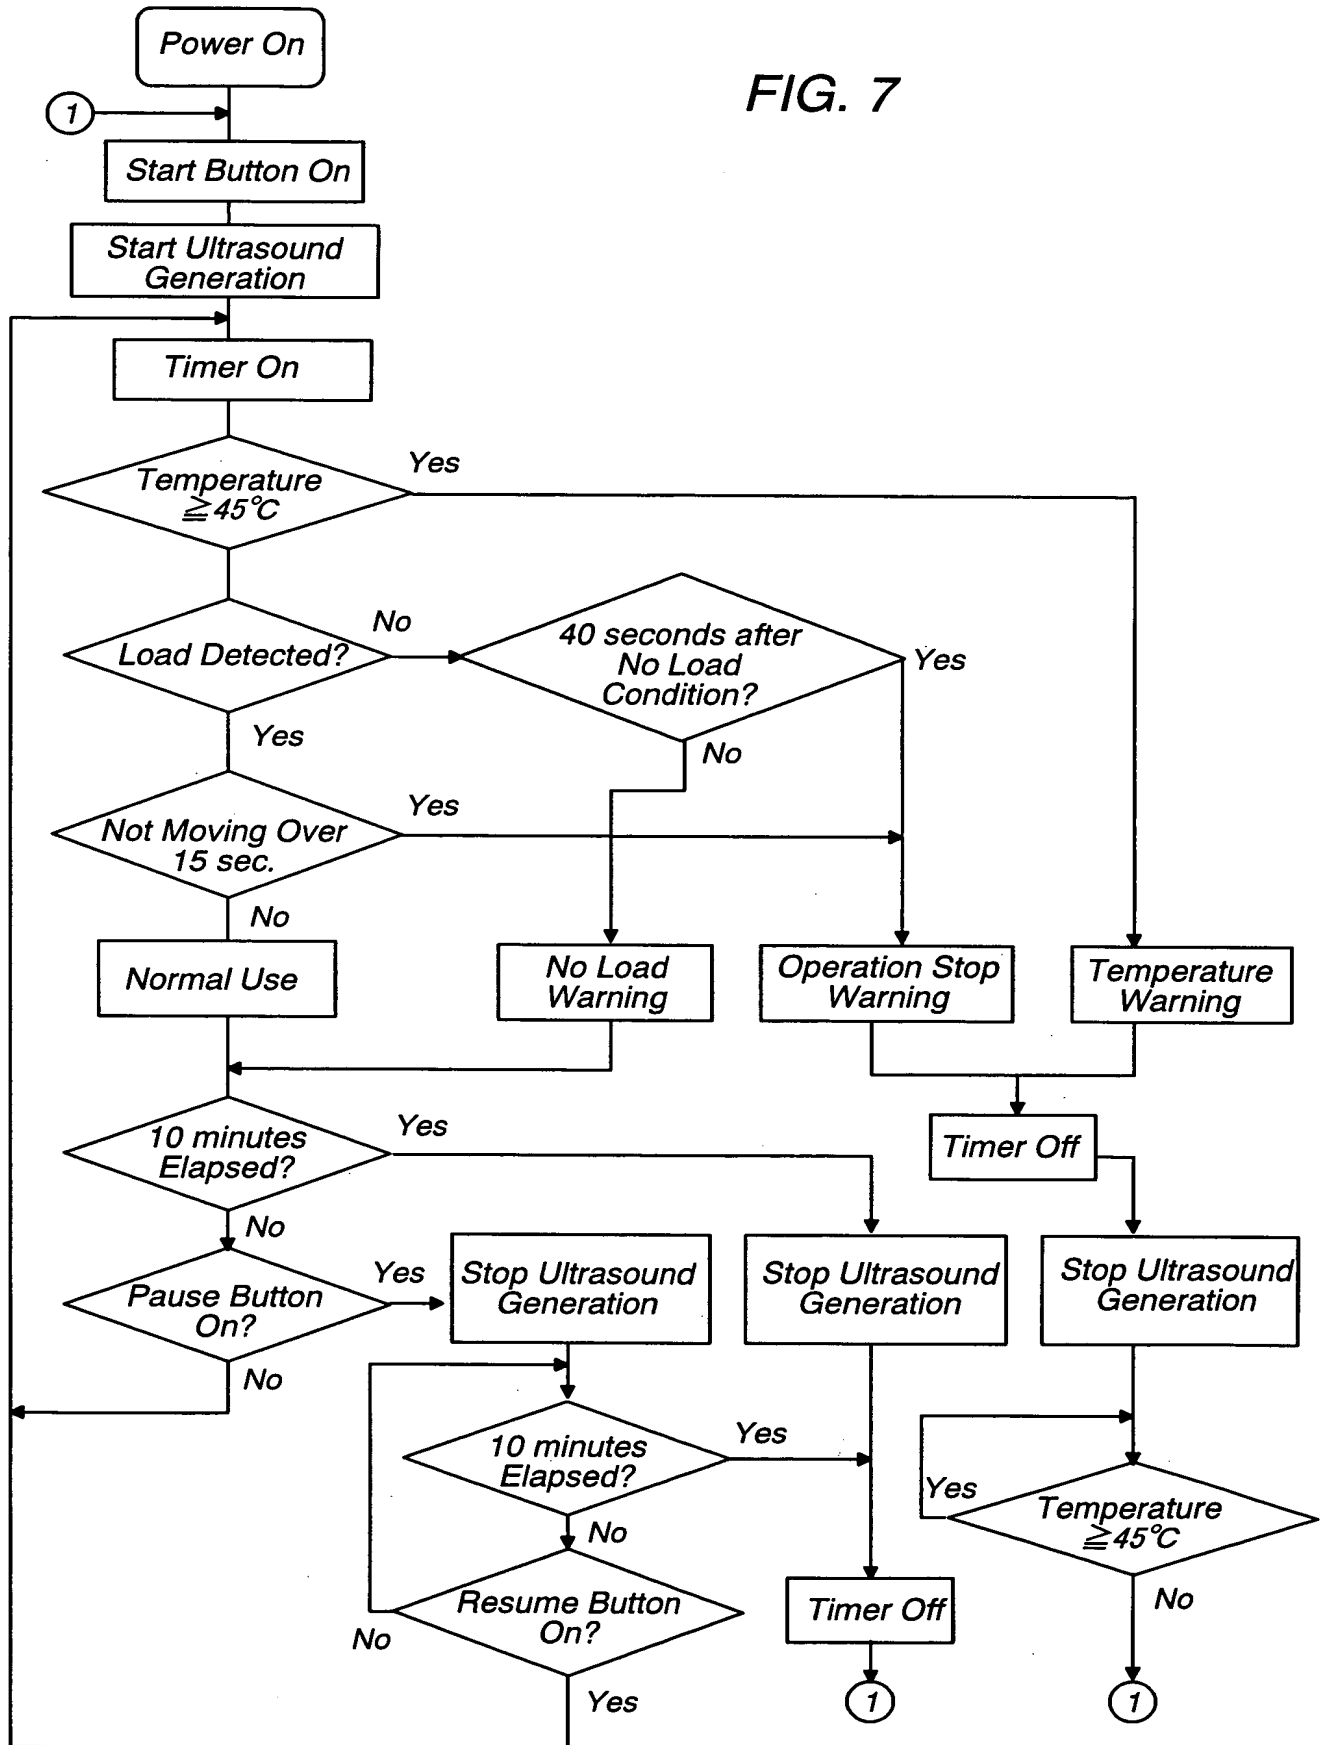 FIG. 7
Power On
1
Start Button On
Start Ultrasound
Generation
Timer On
Temperature
≧45°C
Yes
Load Detected?
No
40 seconds after
No Load
Condition?
Yes
Yes
No
Not Moving Over
15 sec.
Yes
No
Normal Use
No Load
Warning
Operation Stop
Warning
Temperature
Warning
10 minutes
Elapsed?
Yes
Timer Off
No
Pause Button
On?
Yes
Stop Ultrasound
Generation
Stop Ultrasound
Generation
Stop Ultrasound
Generation
No
10 minutes
Elapsed?
Yes
Yes
Temperature
≧45°C
No
Resume Button
On?
Timer Off
No
No
Yes
1
1